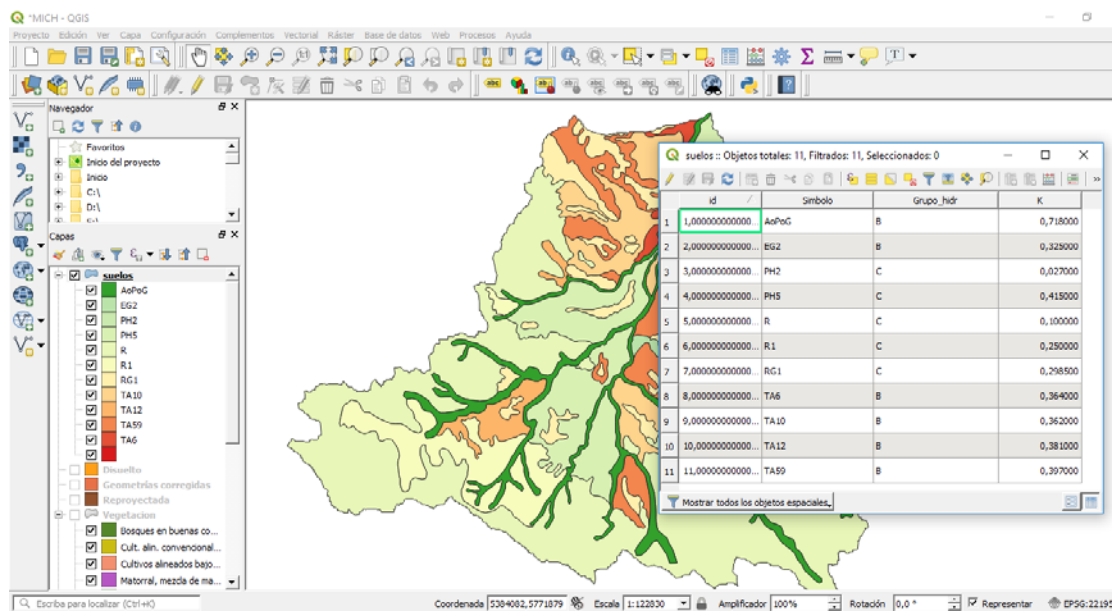 *MICH - QGIS
Proyecto Edición Ver Capa Configuración Complementos Vectorial Ráster Base de datos Web Procesos Ayuda
Navegador
Favoritos
Inicio del proyecto
Inicio
C:\
D:\
Capas
suelos
AoPoG
EG2
PH2
PH5
R
R1
RG1
TA10
TA12
TA59
TA6
Disuelto
Geometrias corregidas
Reproyectada
Vegetacion
Bosques en buenas co...
Cult. alin. convencional...
Cultivos alineados bajo...
Matorral, mezcla de ma...
suelos :: Objetos totales: 11, Filtrados: 11, Seleccionados: 0
id Simbolo Grupo_hidr K
1 1,000000000000... AoPoG B 0,718000
2 2,000000000000... EG2 B 0,325000
3 3,000000000000... PH2 C 0,027000
4 4,000000000000... PH5 C 0,415000
5 5,000000000000... R C 0,100000
6 6,000000000000... R1 C 0,250000
7 7,000000000000... RG1 C 0,298500
8 8,000000000000... TA6 B 0,364000
9 9,000000000000... TA10 B 0,362000
10 10,00000000000... TA12 B 0,381000
11 11,00000000000... TA59 B 0,397000
Mostrar todos los objetos espaciales
Escriba para localizar (Ctrl+K) Coordenada 5384082,5771879 Escala 1:122830 Amplificador 100% Rotación 0,0 ° Representar EPSG:22195